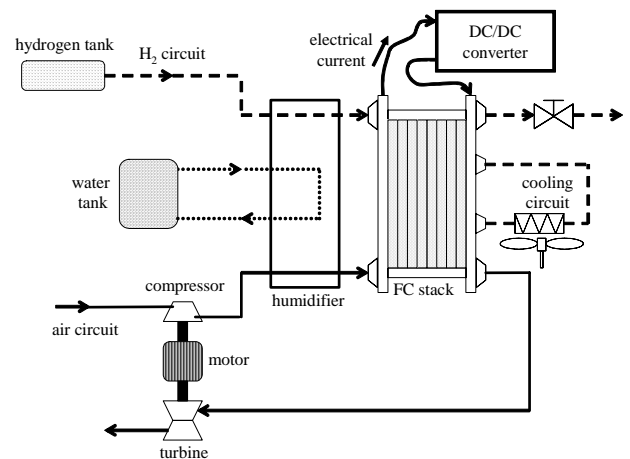 hydrogen tank
H₂ circuit
electrical
current
DC/DC
converter
water
tank
cooling
circuit
compressor
humidifier
FC stack
air circuit
motor
turbine